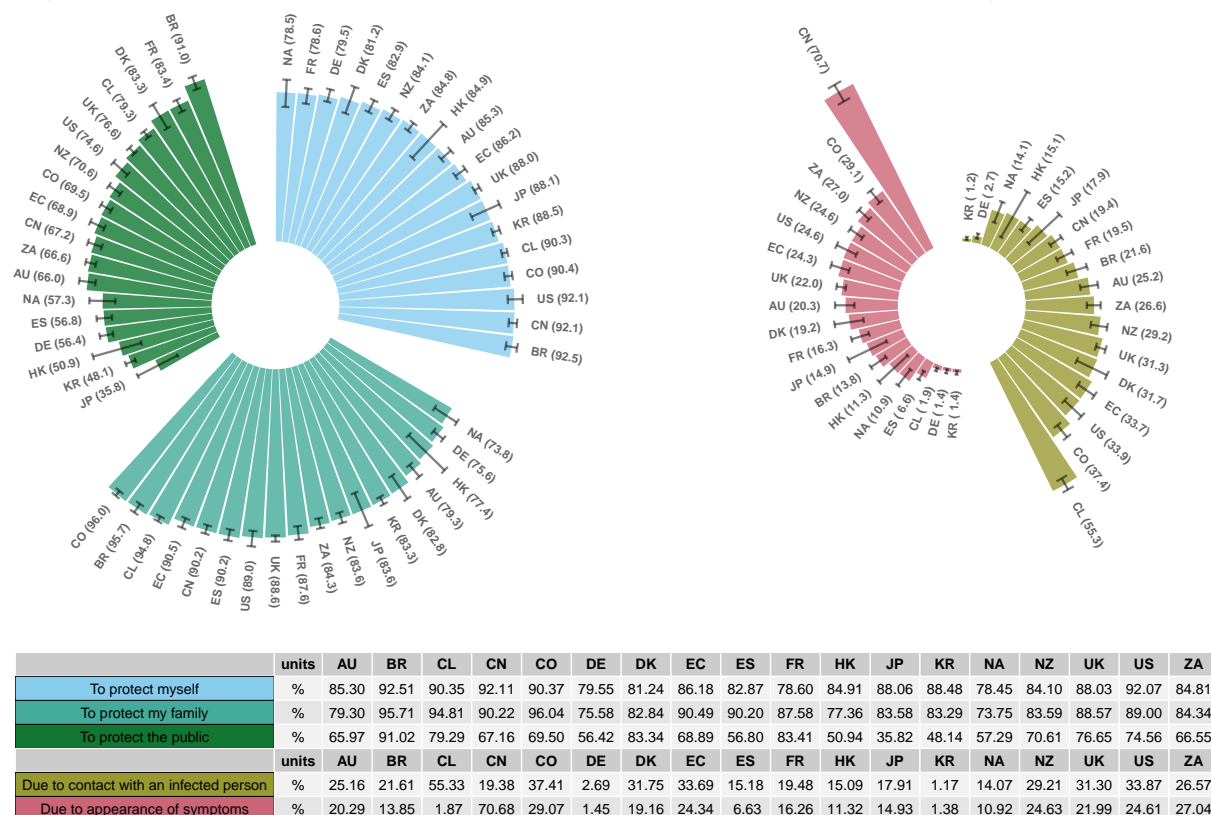 BR (91.0)
FR (83.4)
DK (83.3)
CL (79.3)
UK (76.6)
US (74.6)
NZ (70.6)
CO (69.5)
EC (68.9)
CN (67.2)
ZA (66.6)
AU (66.0)
NA (57.3)
ES (56.8)
DE (56.4)
HK (50.9)
KR (48.1)
JP (35.8)
NA (78.5)
FR (78.6)
DE (79.5)
DK (81.2)
ES (82.9)
NZ (84.1)
ZA (84.8)
HK (84.9)
AU (85.3)
EC (86.2)
UK (88.0)
JP (88.1)
KR (88.5)
CL (90.3)
CO (90.4)
US (92.1)
CN (92.1)
BR (92.5)
NA (73.8)
DE (75.6)
HK (77.4)
AU (79.3)
DK (82.8)
KR (83.3)
JP (83.6)
NZ (83.6)
ZA (84.3)
FR (87.6)
UK (88.6)
US (89.0)
ES (90.2)
CN (90.2)
EC (90.5)
CL (94.8)
BR (95.7)
CO (96.0)
CN (70.7)
CO (29.1)
ZA (27.0)
NZ (24.6)
US (24.6)
EC (24.3)
UK (22.0)
AU (20.3)
DK (19.2)
FR (16.3)
JP (14.9)
BR (13.8)
HK (11.3)
NA (10.9)
ES ( 6.6)
CL ( 1.9)
DE ( 1.4)
KR ( 1.4)
KR ( 1.2)
DE ( 2.7)
NA (14.1)
HK (15.1)
ES (15.2)
JP (17.9)
CN (19.4)
FR (19.5)
BR (21.6)
AU (25.2)
ZA (26.6)
NZ (29.2)
UK (31.3)
DK (31.7)
EC (33.7)
US (33.9)
CO (37.4)
CL (55.3)
units AU BR CL CN CO DE DK EC ES FR HK JP KR NA NZ UK US ZA
To protect myself % 85.30 92.51 90.35 92.11 90.37 79.55 81.24 86.18 82.87 78.60 84.91 88.06 88.48 78.45 84.10 88.03 92.07 84.81
To protect my family % 79.30 95.71 94.81 90.22 96.04 75.58 82.84 90.49 90.20 87.58 77.36 83.58 83.29 73.75 83.59 88.57 89.00 84.34
To protect the public % 65.97 91.02 79.29 67.16 69.50 56.42 83.34 68.89 56.80 83.41 50.94 35.82 48.14 57.29 70.61 76.65 74.56 66.55
units AU BR CL CN CO DE DK EC ES FR HK JP KR NA NZ UK US ZA
Due to contact with an infected person % 25.16 21.61 55.33 19.38 37.41 2.69 31.75 33.69 15.18 19.48 15.09 17.91 1.17 14.07 29.21 31.30 33.87 26.57
Due to appearance of symptoms % 20.29 13.85 1.87 70.68 29.07 1.45 19.16 24.34 6.63 16.26 11.32 14.93 1.38 10.92 24.63 21.99 24.61 27.04